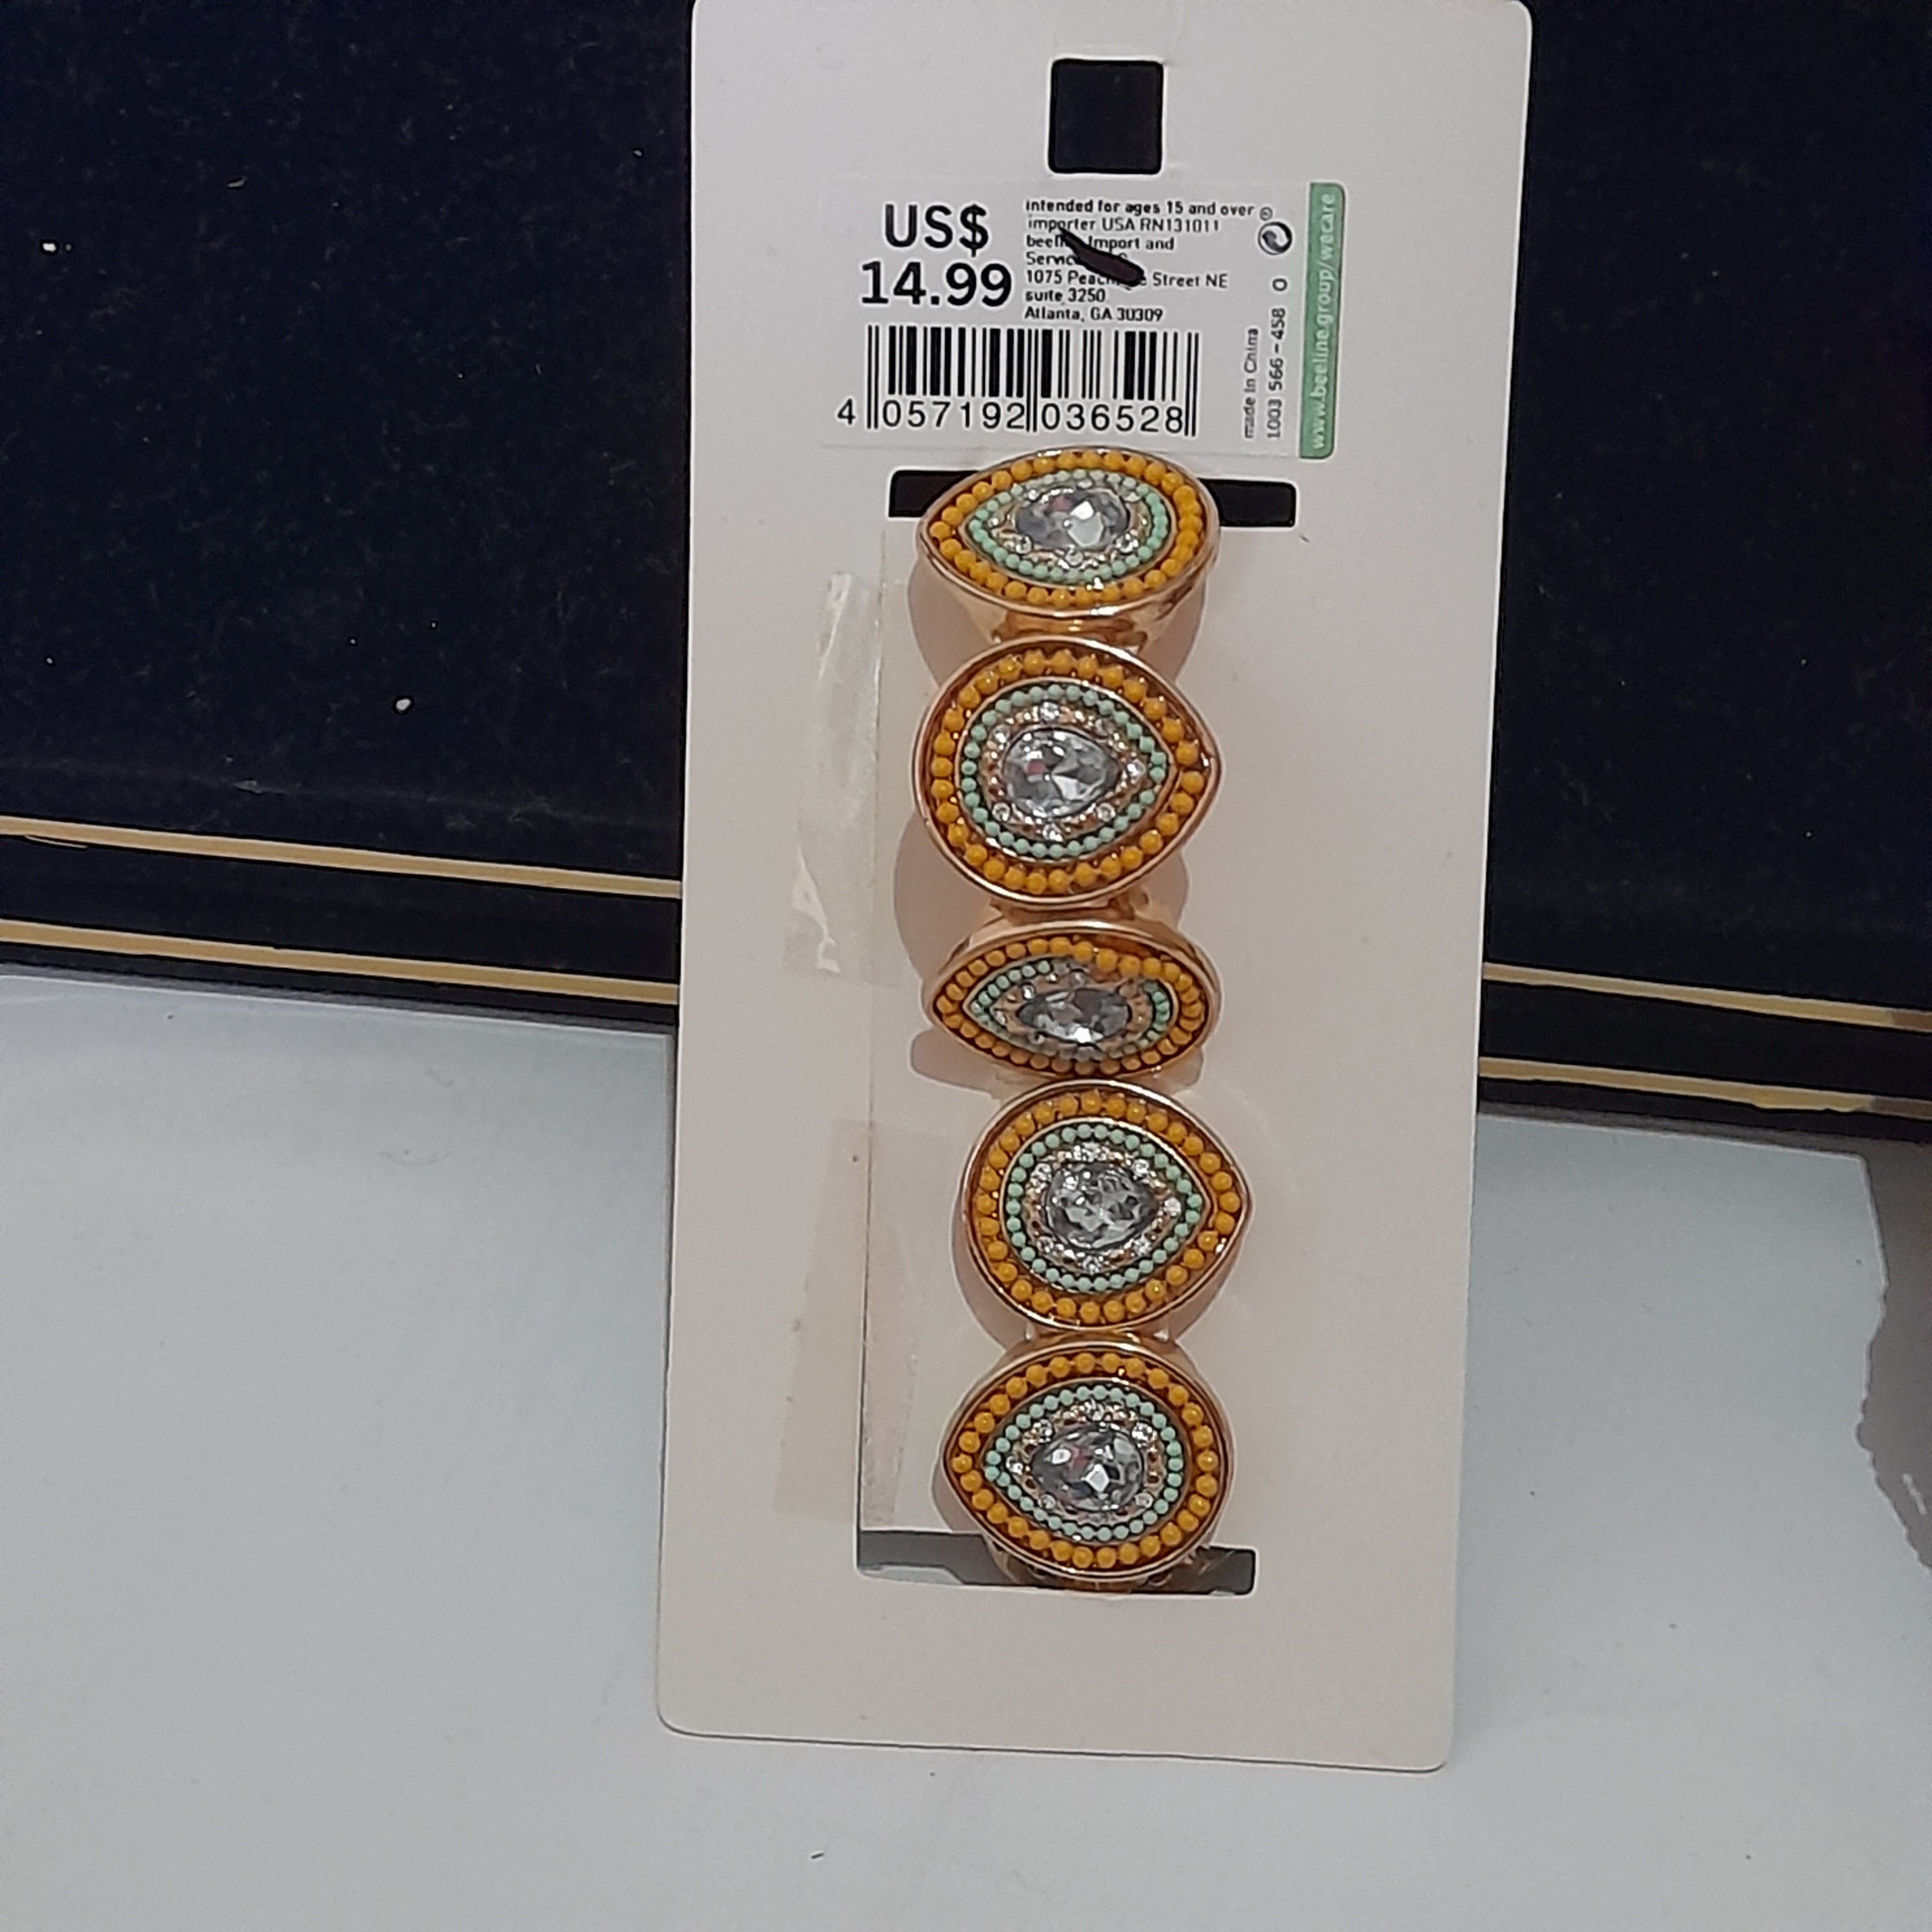 US$
14.99
intended for ages 15 and over
importer USA RN131011
Import and
1075 Street NE
suite 3250
Atlanta, GA 30309
4 057192 036528
made in China
1003 566-458 0
www.beeline.group/wecare